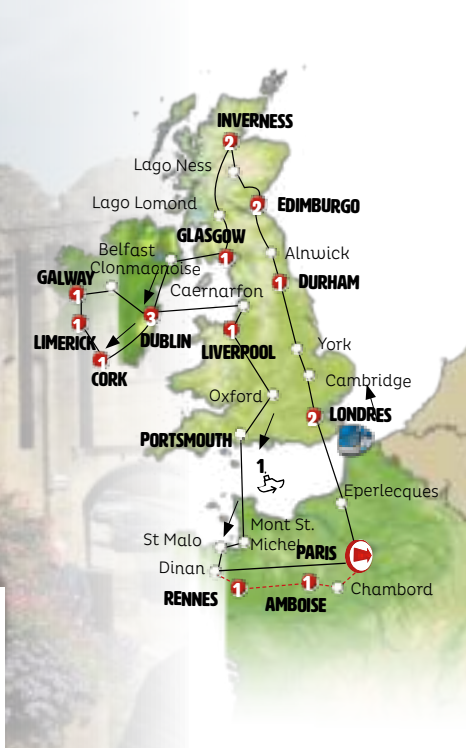 INVERNESS
2
Lago Ness
Lago Lomond
2 EDIMBURGO
GLASGOW
1
Belfast
Alnwick
Clonmacnoise
GALWAY
1
Caernarfon
1 DURHAM
3
DUBLIN
1
LIMERICK
1
LIVERPOOL
1
CORK
York
Cambridge
Oxford
2 LONDRES
PORTSMOUTH
1
Eperlecques
Mont St.
Michel
St Malo
PARIS
Dinan
1
RENNES
1
AMBOISE
Chambord